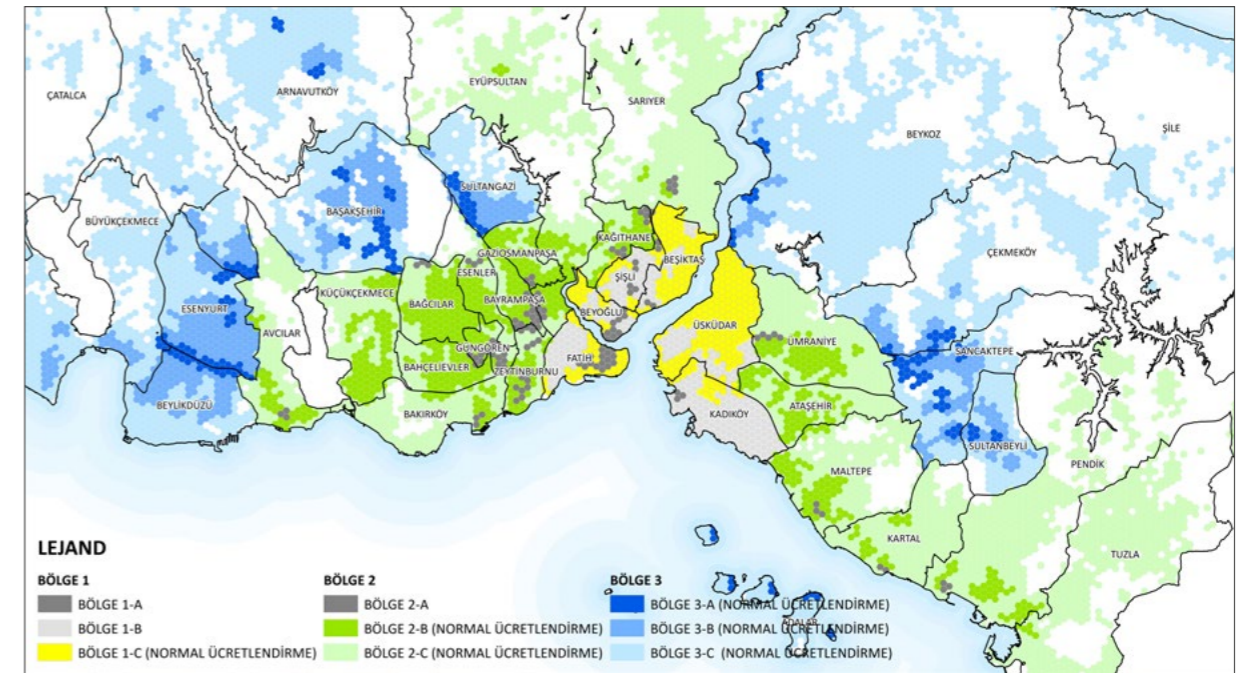 EYÜPSULTAN
ÇATALCA
ARNAVUTKÖY
SARIYER
ŞİLE
BEYKOZ
SULTANGAZİ
BAŞAKŞEHİR
BÜYÜKÇEKMECE
KAĞITHANE
GAZİOSMANPAŞA
ÇEKMEKÖY
BEŞİKTAŞ
ESENLER
ŞİŞLİ
KÜÇÜKÇEKMECE
BAYRAMPAŞA
BAĞCILAR
ESENYURT
BEYOĞLU
AVCILAR
ÜSKÜDAR
ÜMRANİYE
GÜNGÖREN
SANCAKTEPE
FATİH
BAHÇELİEVLER
ZEYTİNBURNU
BEYLİKDÜZÜ
ATAŞEHİR
BAKIRKÖY
KADIKÖY
SULTANBEYLİ
PENDİK
MALTEPE
KARTAL
TUZLA
ADALAR
LEJAND
BÖLGE 1
BÖLGE 1-A
BÖLGE 1-B
BÖLGE 1-C (NORMAL ÜCRETLENDİRME)
BÖLGE 2
BÖLGE 2-A
BÖLGE 2-B (NORMAL ÜCRETLENDİRME)
BÖLGE 2-C (NORMAL ÜCRETLENDİRME)
BÖLGE 3
BÖLGE 3-A (NORMAL ÜCRETLENDİRME)
BÖLGE 3-B (NORMAL ÜCRETLENDİRME)
BÖLGE 3-C (NORMAL ÜCRETLENDİRME)